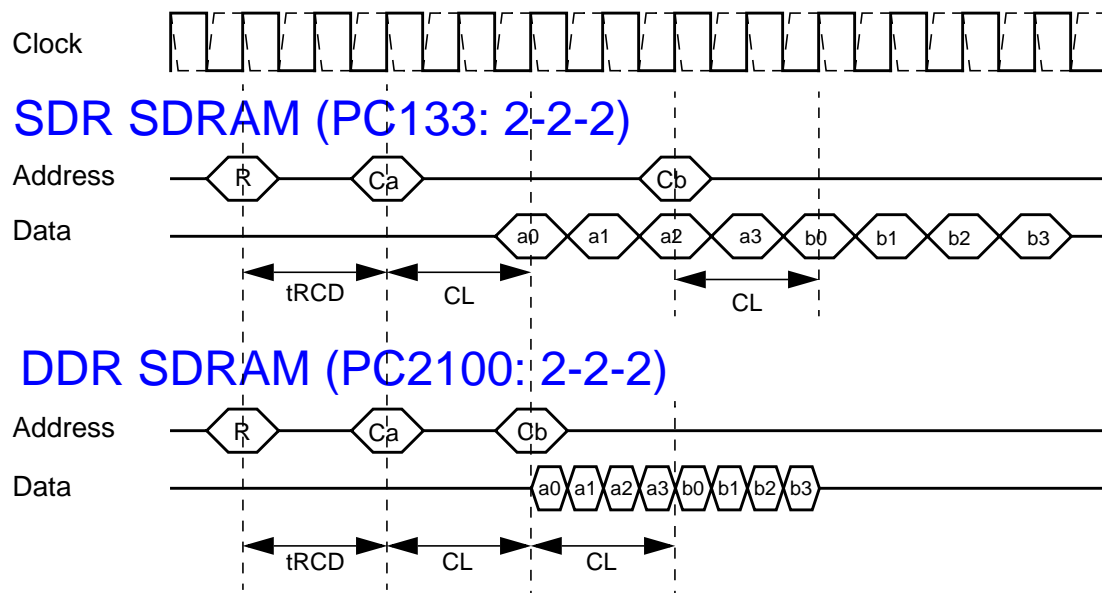 Clock
SDR SDRAM (PC133: 2-2-2)
Address R Ca Cb
Data a0 a1 a2 a3 b0 b1 b2 b3
tRCD CL CL
DDR SDRAM (PC2100: 2-2-2)
Address R Ca Cb
Data a0 a1 a2 a3 b0 b1 b2 b3
tRCD CL CL